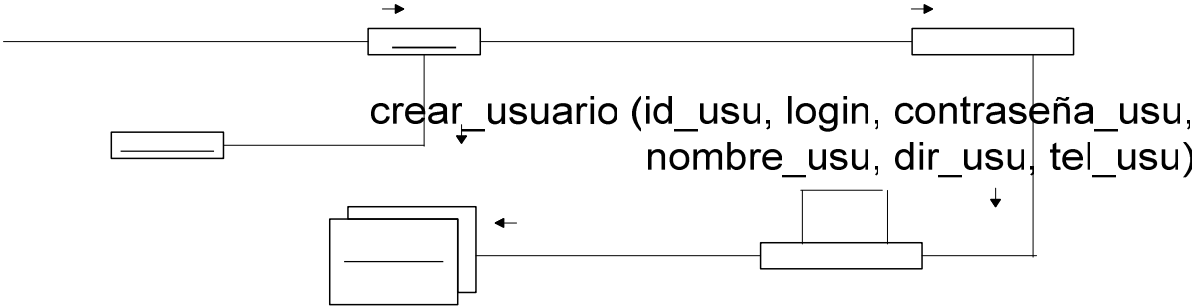 crear_usuario (id_usu, login, contraseña_usu,
nombre_usu, dir_usu, tel_usu)